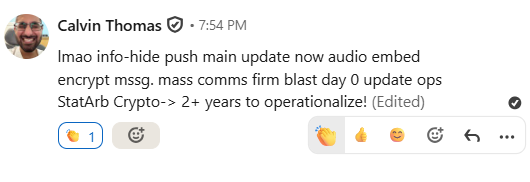 Calvin Thomas • 7:54 PM
lmao info-hide push main update now audio embed
encrypt mssg. mass comms firm blast day 0 update ops
StatArb Crypto-> 2+ years to operationalize! (Edited)
1